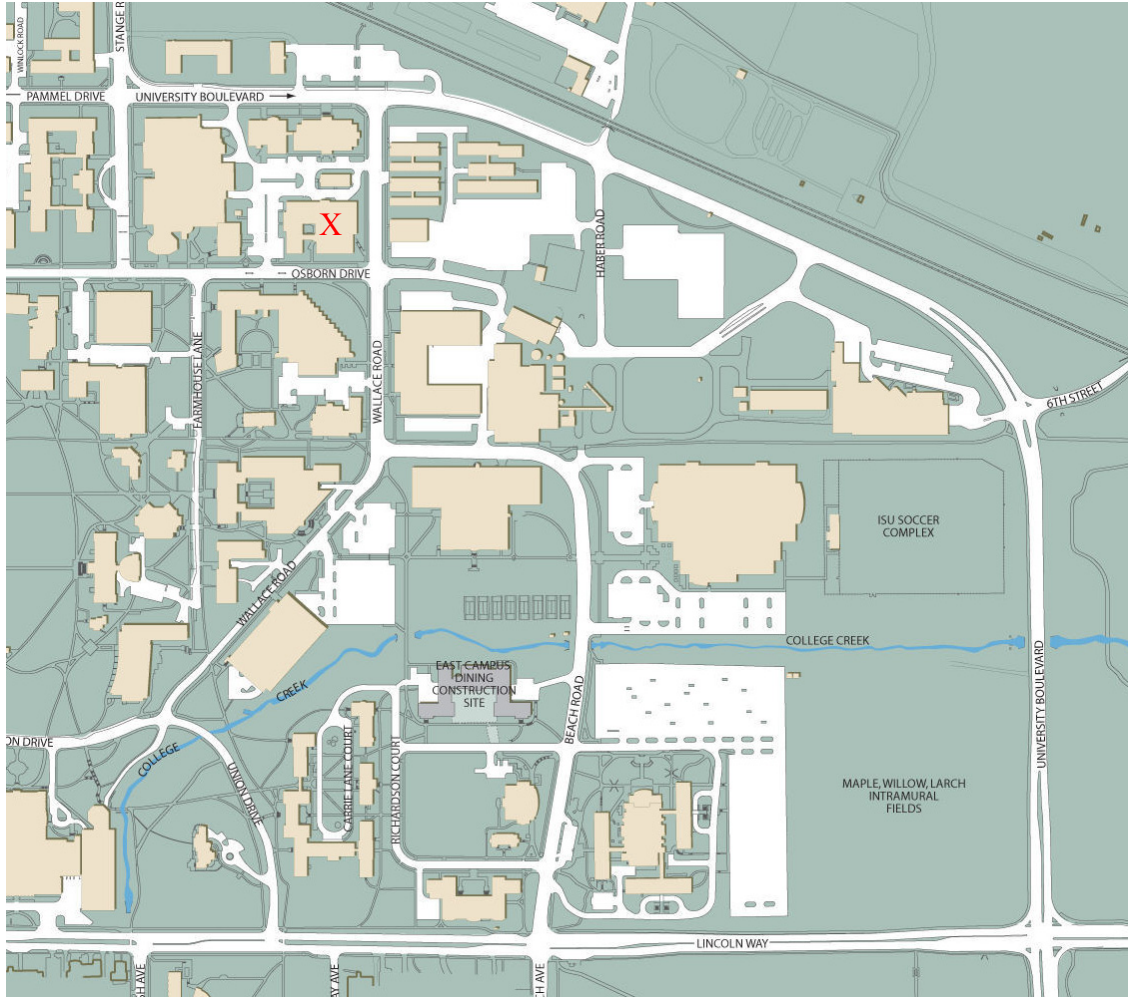 WINLOCK ROAD
STANGE R
PAMMEL DRIVE
UNIVERSITY BOULEVARD
X
OSBORN DRIVE
HABER ROAD
FARMHOUSE LANE
WALLACE ROAD
6TH STREET
ISU SOCCER
COMPLEX
WALLACE ROAD
COLLEGE CREEK
EAST CAMPUS
DINING
CONSTRUCTION
SITE
CREEK
COLLEGE
BEACH ROAD
UNIVERSITY BOULEVARD
ON DRIVE
UNION DRIVE
CARRIE LANE COURT
RICHARDSON COURT
MAPLE, WILLOW, LARCH
INTRAMURAL
FIELDS
LINCOLN WAY
SH AVE
AY AVE
CH AVE